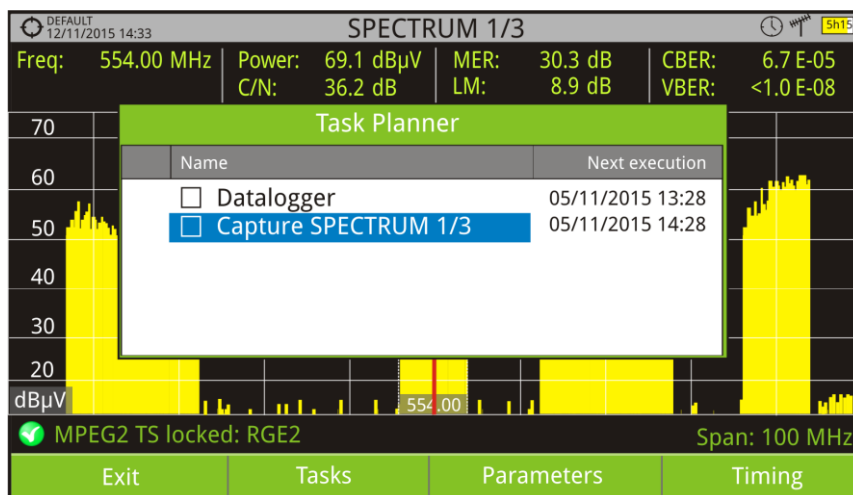 DEFAULT
12/11/2015 14:33
SPECTRUM 1/3
5h15
Freq: 554.00 MHz
Power: 69.1 dBµV
C/N: 36.2 dB
MER: 30.3 dB
LM: 8.9 dB
CBER: 6.7 E-05
VBER: <1.0 E-08
Task Planner
Name Next execution
Datalogger 05/11/2015 13:28
Capture SPECTRUM 1/3 05/11/2015 14:28
70
60
50
40
30
20
dBµV
554.00
MPEG2 TS locked: RGE2
Span: 100 MHz
Exit Tasks Parameters Timing